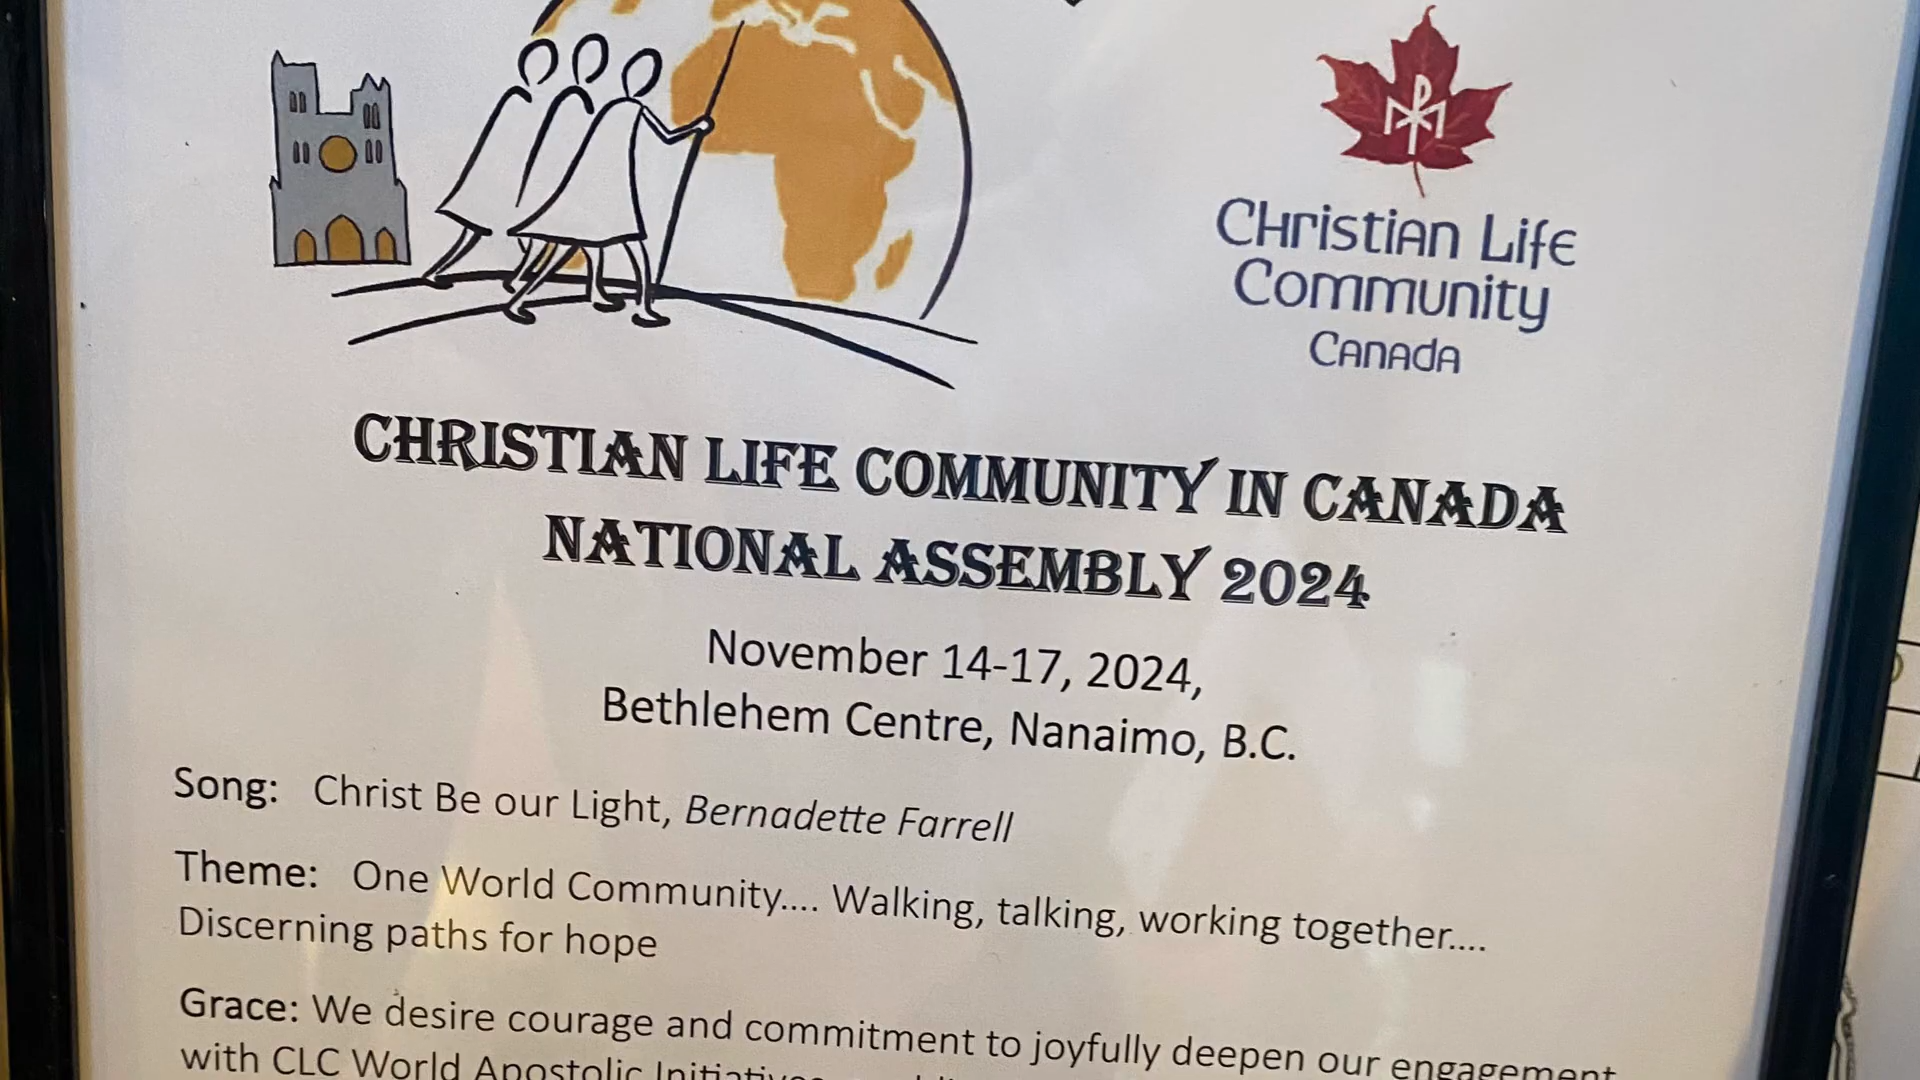 Christian Life
Community
Canada
CHRISTIAN LIFE COMMUNITY IN CANADA
NATIONAL ASSEMBLY 2024
November 14-17, 2024,
Bethlehem Centre, Nanaimo, B.C.
Song: Christ Be our Light, Bernadette Farrell
Theme: One World Community.... Walking, talking, working together....
Discerning paths for hope
Grace: We desire courage and commitment to joyfully deepen our engagement
with CLC World Apostolic Initiatives